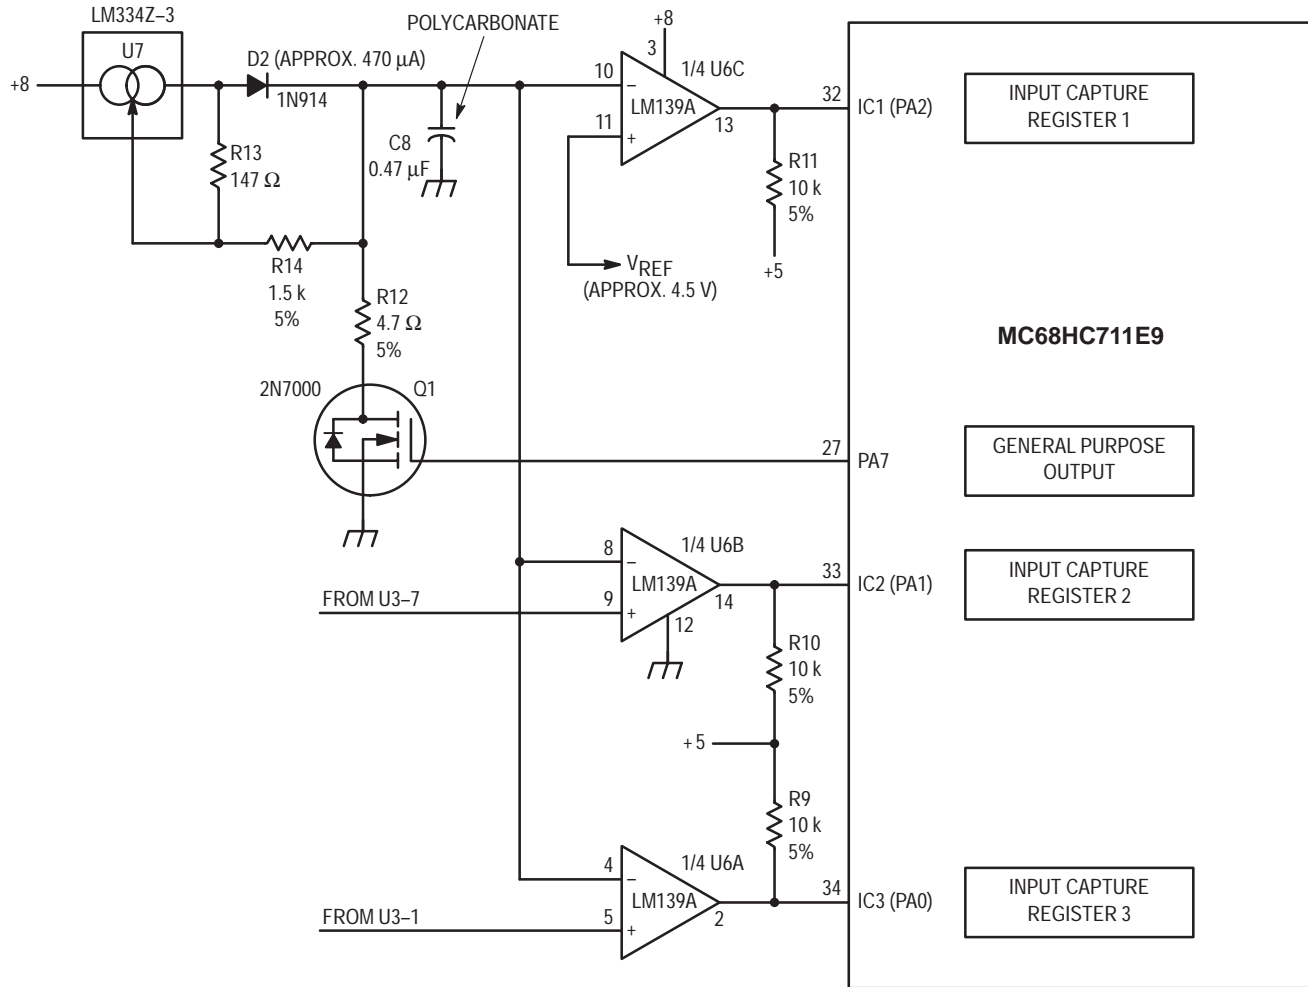 LM334Z–3
U7
+8
D2 (APPROX. 470 µA)
1N914
POLYCARBONATE
C8
0.47 µF
R13
147 Ω
R14
1.5 k
5%
R12
4.7 Ω
5%
2N7000
Q1
+8
3
1/4 U6C
10
–
LM139A
11
+
13
VREF
(APPROX. 4.5 V)
R11
10 k
5%
+5
32
IC1 (PA2)
INPUT CAPTURE
REGISTER 1
MC68HC711E9
27
PA7
GENERAL PURPOSE
OUTPUT
1/4 U6B
8
–
LM139A
FROM U3–7
9
+
14
12
33
IC2 (PA1)
INPUT CAPTURE
REGISTER 2
R10
10 k
5%
+5
R9
10 k
5%
1/4 U6A
4
–
LM139A
FROM U3–1
5
+
2
34
IC3 (PA0)
INPUT CAPTURE
REGISTER 3